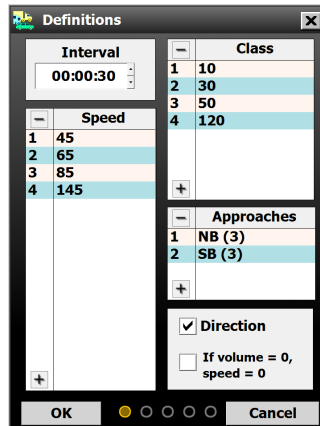 Definitions
Interval
00:00:30
Speed
1 45
2 65
3 85
4 145
Class
1 10
2 30
3 50
4 120
Approaches
1 NB (3)
2 SB (3)
Direction
If volume = 0,
speed = 0
OK
Cancel